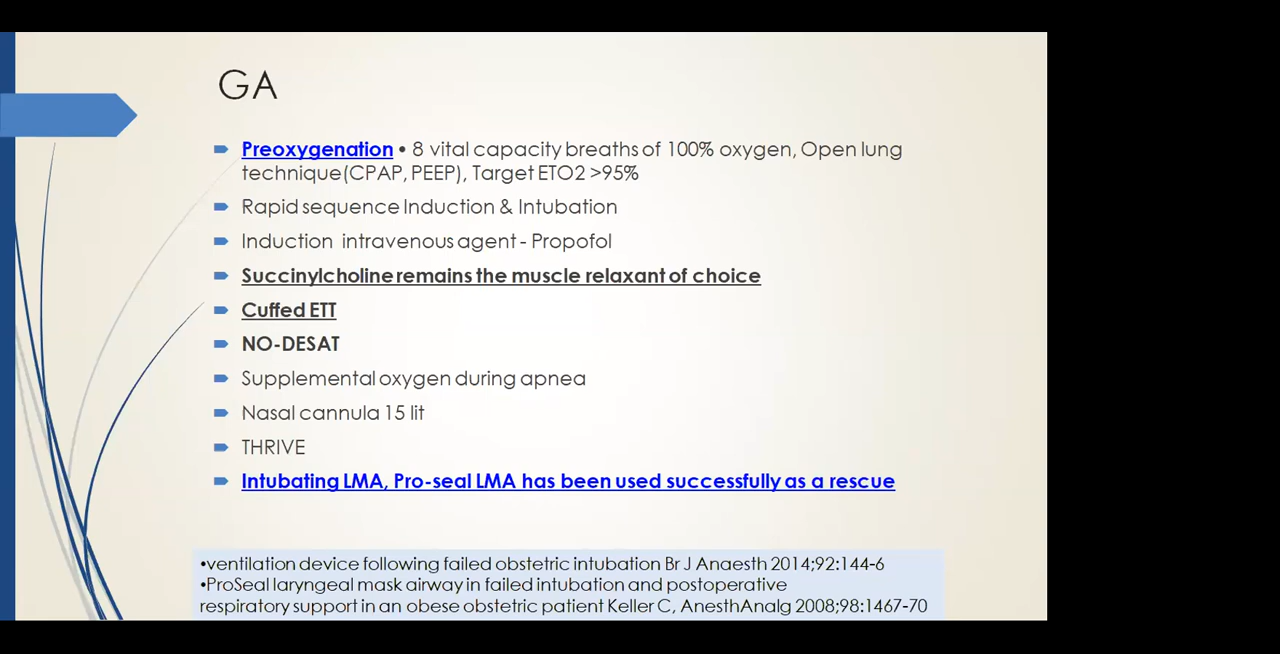 GA
Preoxygenation • 8 vital capacity breaths of 100% oxygen, Open lung
technique(CPAP, PEEP), Target ETO2 >95%
Rapid sequence Induction & Intubation
Induction intravenous agent - Propofol
Succinylcholine remains the muscle relaxant of choice
Cuffed ETT
NO-DESAT
Supplemental oxygen during apnea
Nasal cannula 15 lit
THRIVE
Intubating LMA, Pro-seal LMA has been used successfully as a rescue
•ventilation device following failed obstetric intubation Br J Anaesth 2014;92:144-6
•ProSeal laryngeal mask airway in failed intubation and postoperative
respiratory support in an obese obstetric patient Keller C, AnesthAnalg 2008;98:1467-70